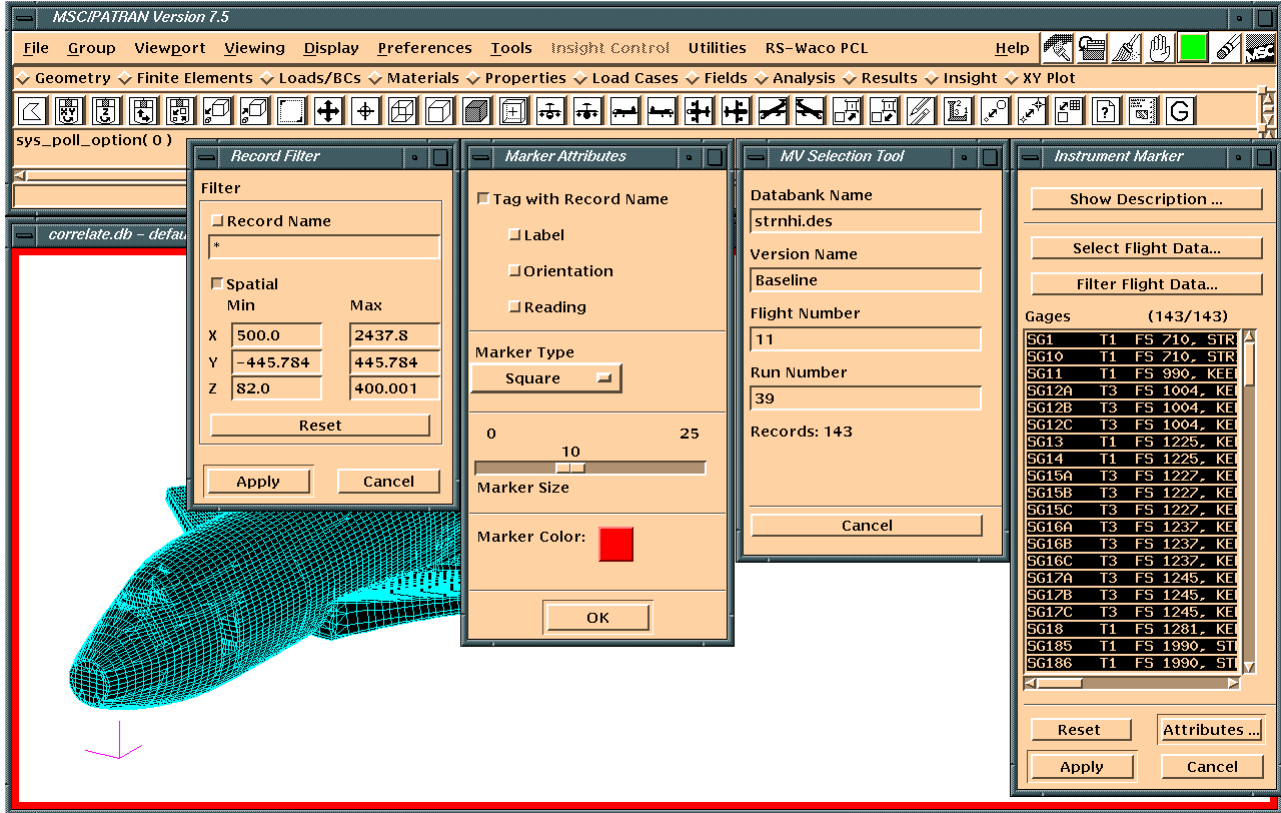 MSC/PATRAN Version 7.5
File Group Viewport Viewing Display Preferences Tools Insight Control Utilities RS-Waco PCL Help
MSC
Geometry Finite Elements Loads/BCs Materials Properties Load Cases Fields Analysis Results Insight XY Plot
sys_poll_option( 0 )
correlate.db - defau
Record Filter
Filter
Record Name
*
Spatial
Min Max
X 500.0 2437.8
Y -445.784 445.784
Z 82.0 400.001
Reset
Apply Cancel
Marker Attributes
Tag with Record Name
Label
Orientation
Reading
Marker Type
Square
0 25
10
Marker Size
Marker Color:
OK
MV Selection Tool
Databank Name
strnhi.des
Version Name
Baseline
Flight Number
11
Run Number
39
Records: 143
Cancel
Instrument Marker
Show Description ...
Select Flight Data...
Filter Flight Data...
Gages (143/143)
SG1 T1 FS 710, STR
SG10 T1 FS 710, STR
SG11 T1 FS 990, KEE
SG12A T3 FS 1004, KE
SG12B T3 FS 1004, KE
SG12C T3 FS 1004, KE
SG13 T1 FS 1225, KE
SG14 T1 FS 1225, KE
SG15A T3 FS 1227, KE
SG15B T3 FS 1227, KE
SG15C T3 FS 1227, KE
SG16A T3 FS 1237, KE
SG16B T3 FS 1237, KE
SG16C T3 FS 1237, KE
SG17A T3 FS 1245, KE
SG17B T3 FS 1245, KE
SG17C T3 FS 1245, KE
SG18 T1 FS 1281, KE
SG185 T1 FS 1990, ST
SG186 T1 FS 1990, ST
Reset Attributes ...
Apply Cancel